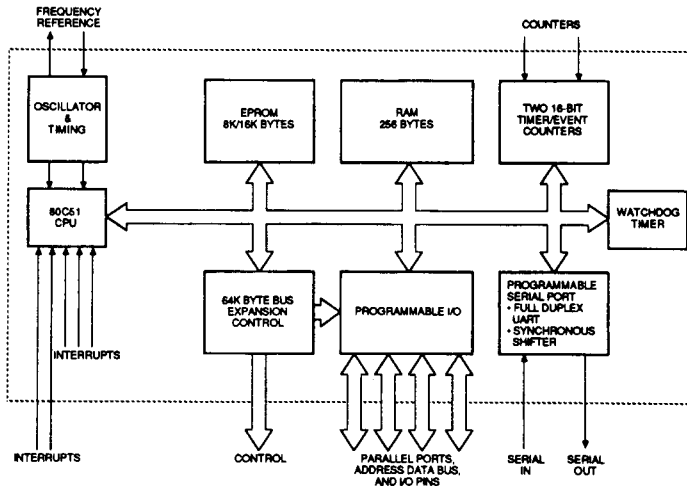 FREQUENCY
REFERENCE
COUNTERS
OSCILLATOR
&
TIMING
EPROM
8K/16K BYTES
RAM
256 BYTES
TWO 16-BIT
TIMER/EVENT
COUNTERS
80C51
CPU
WATCHDOG
TIMER
64K BYTE BUS
EXPANSION
CONTROL
PROGRAMMABLE I/O
PROGRAMMABLE
SERIAL PORT
• FULL DUPLEX
UART
• SYNCHRONOUS
SHIFTER
INTERRUPTS
INTERRUPTS
CONTROL
PARALLEL PORTS,
ADDRESS DATA BUS,
AND I/O PINS
SERIAL
IN
SERIAL
OUT